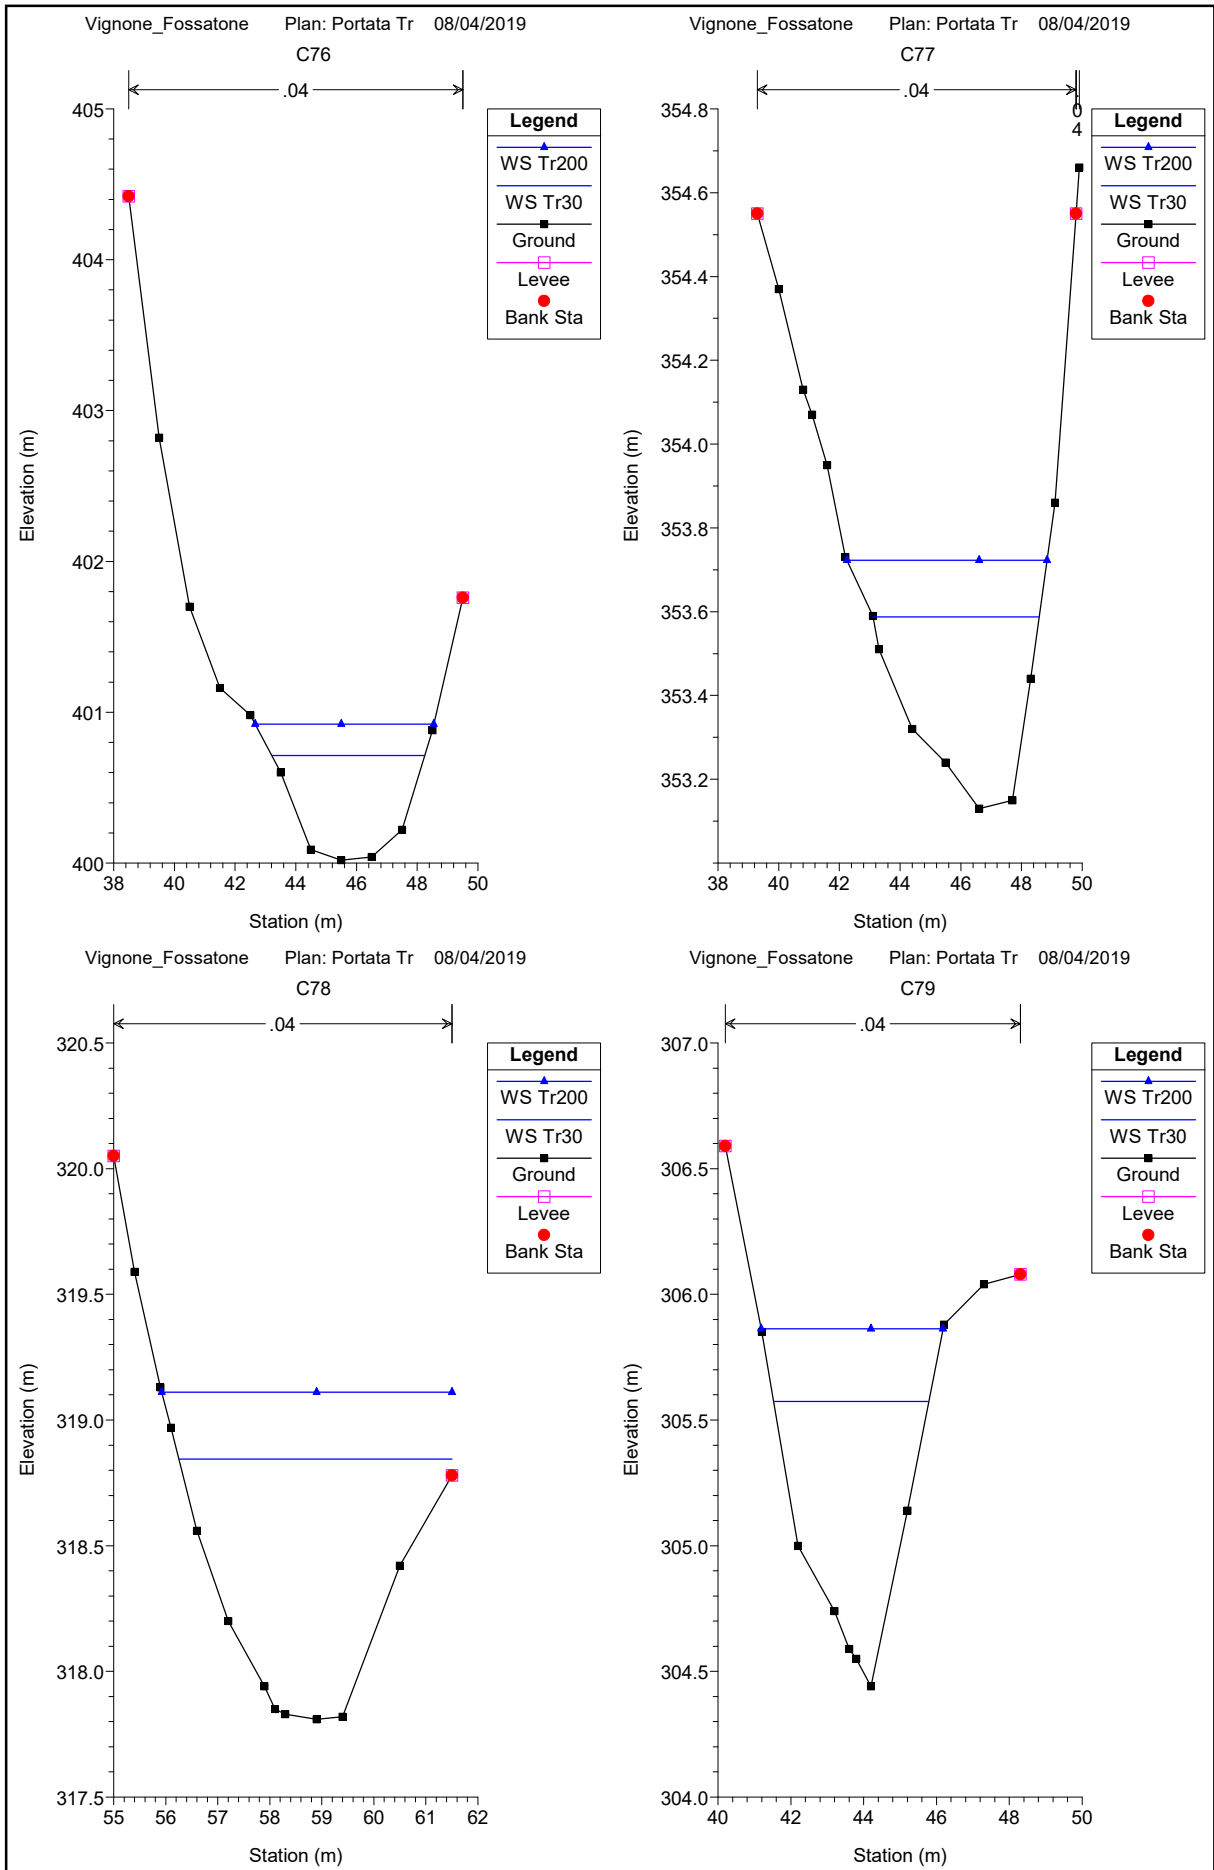 Vignone_Fossatone Plan: Portata Tr 08/04/2019
C76
.04
Legend
WS Tr200
WS Tr30
Ground
Levee
Bank Sta
405
404
403
402
401
400
38 40 42 44 46 48 50
Elevation (m)
Station (m)
Vignone_Fossatone Plan: Portata Tr 08/04/2019
C77
.04
.04
Legend
WS Tr200
WS Tr30
Ground
Levee
Bank Sta
354.8
354.6
354.4
354.2
354.0
353.8
353.6
353.4
353.2
38 40 42 44 46 48 50
Elevation (m)
Station (m)
Vignone_Fossatone Plan: Portata Tr 08/04/2019
C78
.04
Legend
WS Tr200
WS Tr30
Ground
Levee
Bank Sta
320.5
320.0
319.5
319.0
318.5
318.0
317.5
55 56 57 58 59 60 61 62
Elevation (m)
Station (m)
Vignone_Fossatone Plan: Portata Tr 08/04/2019
C79
.04
Legend
WS Tr200
WS Tr30
Ground
Levee
Bank Sta
307.0
306.5
306.0
305.5
305.0
304.5
304.0
40 42 44 46 48 50
Elevation (m)
Station (m)